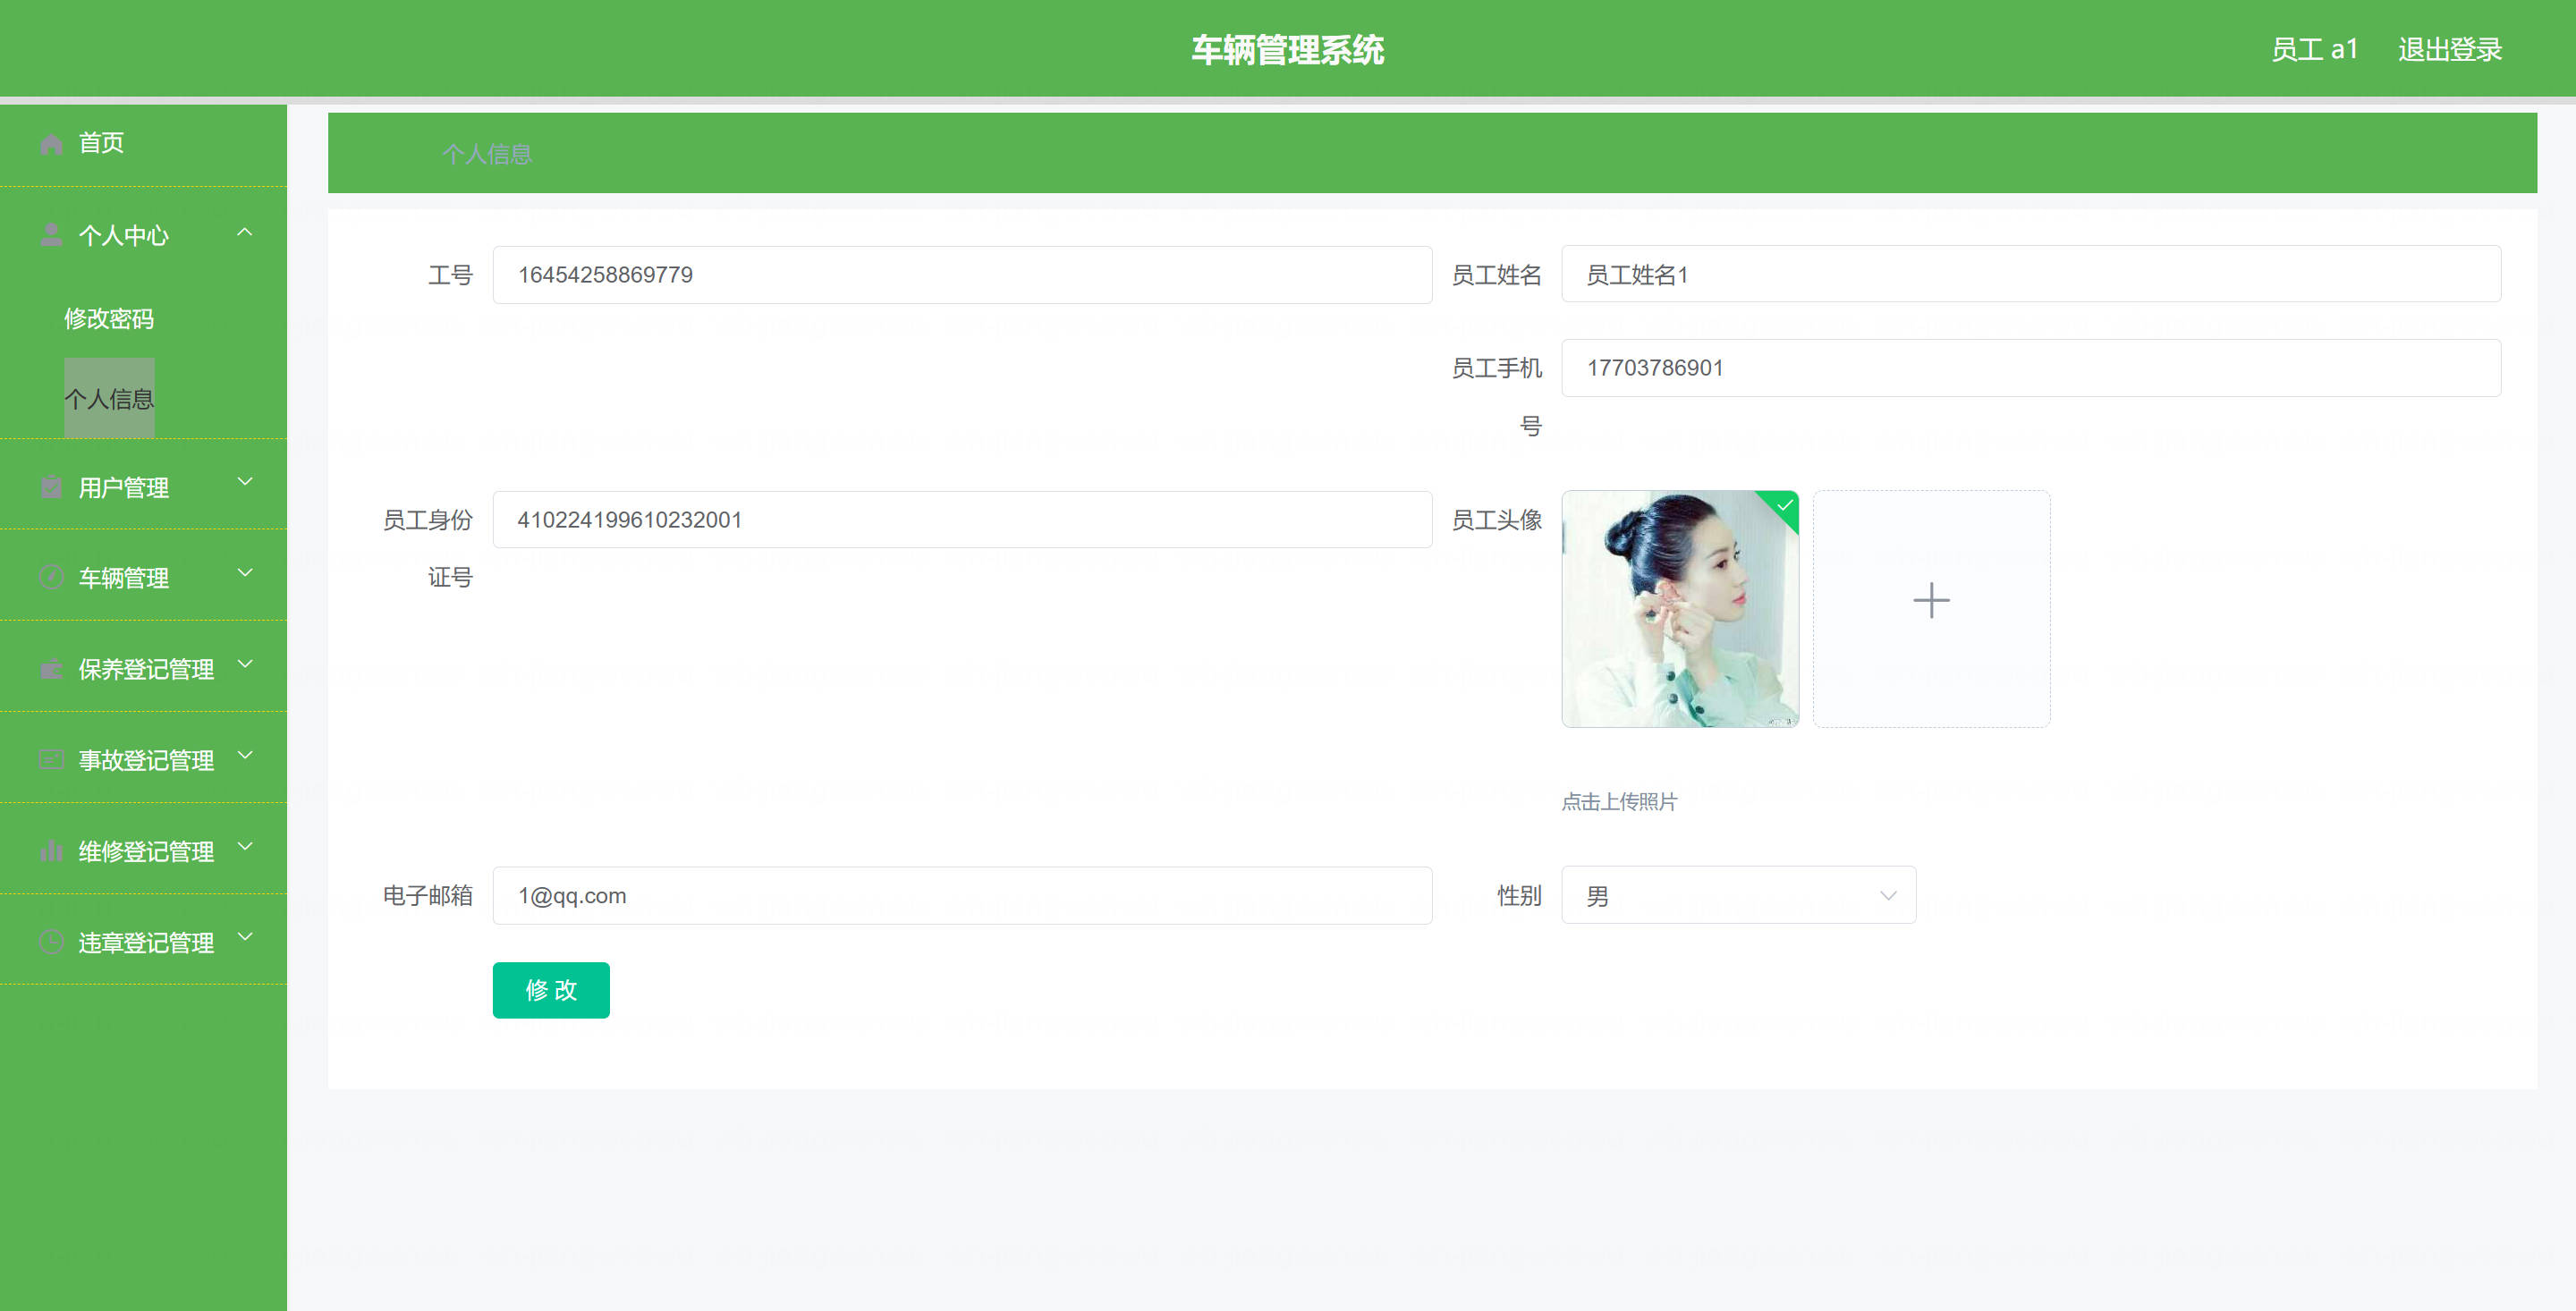 车辆管理系统
员工 a1
退出登录
首页
个人中心
修改密码
个人信息
用户管理
车辆管理
保养登记管理
事故登记管理
维修登记管理
违章登记管理
个人信息
工号
16454258869779
员工姓名
员工姓名1
员工手机
号
17703786901
员工身份
证号
410224199610232001
员工头像
点击上传照片
电子邮箱
1@qq.com
性别
男
修 改